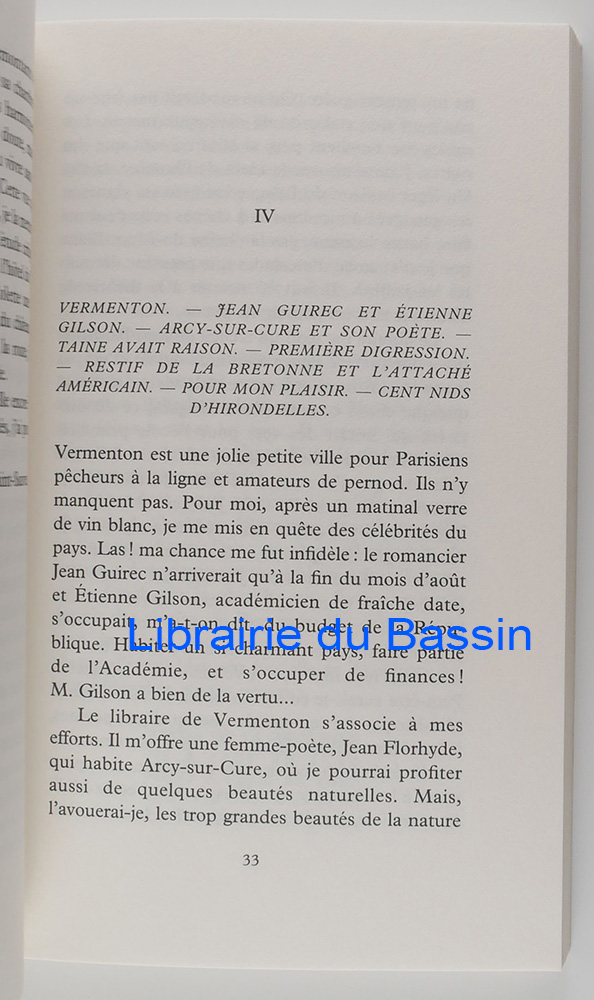 IV
VERMENTON. — JEAN GUIREC ET ÉTIENNE
GILSON. — ARCY-SUR-CURE ET SON POÈTE. —
TAINE AVAIT RAISON. — PREMIÈRE DIGRESSION.
— RESTIF DE LA BRETONNE ET L'ATTACHÉ
AMÉRICAIN. — POUR MON PLAISIR. — CENT NIDS
D'HIRONDELLES.
Vermenton est une jolie petite ville pour Parisiens
pêcheurs à la ligne et amateurs de pernod. Ils n'y
manquent pas. Pour moi, après un matinal verre
de vin blanc, je me mis en quête des célébrités du
pays. Las ! ma chance me fut infidèle : le romancier
Jean Guirec n'arriverait qu'à la fin du mois d'août
et Étienne Gilson, académicien de fraîche date,
s'occupait, m'a-t-on dit, du budget de la Répu-
blique. Habiter un si charmant pays, faire partie
de l'Académie, et s'occuper de finances !
M. Gilson a bien de la vertu...
Le libraire de Vermenton s'associe à mes
efforts. Il m'offre une femme-poète, Jean Florhyde,
qui habite Arcy-sur-Cure, où je pourrai profiter
aussi de quelques beautés naturelles. Mais,
l'avouerai-je, les trop grandes beautés de la nature
33
Librairie du Bassin